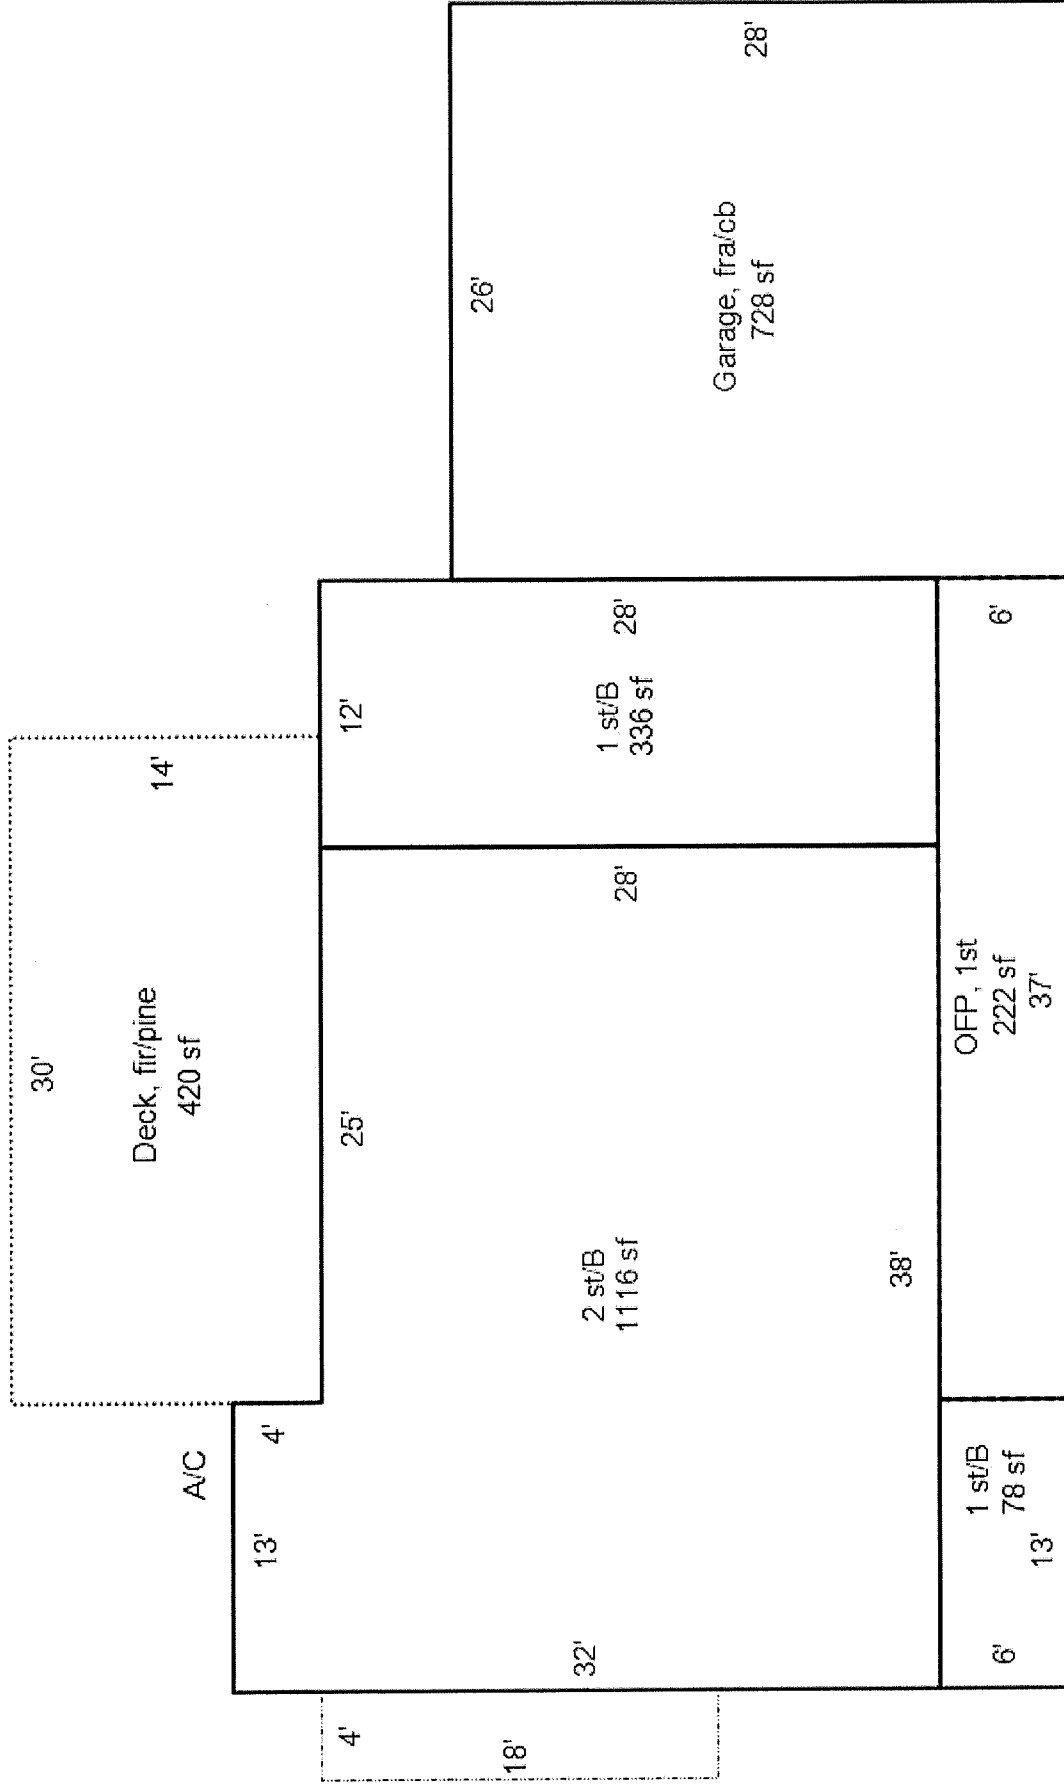 30'
14'
Deck, fir/pine
420 sf
A/C
4'
13'
25'
12'
28'
1 st/B
336 sf
28'
26'
28'
Garage, fra/cb
728 sf
2 st/B
1116 sf
32'
38'
4'
18'
6'
1 st/B
78 sf
13'
OFP, 1st
222 sf
37'
6'